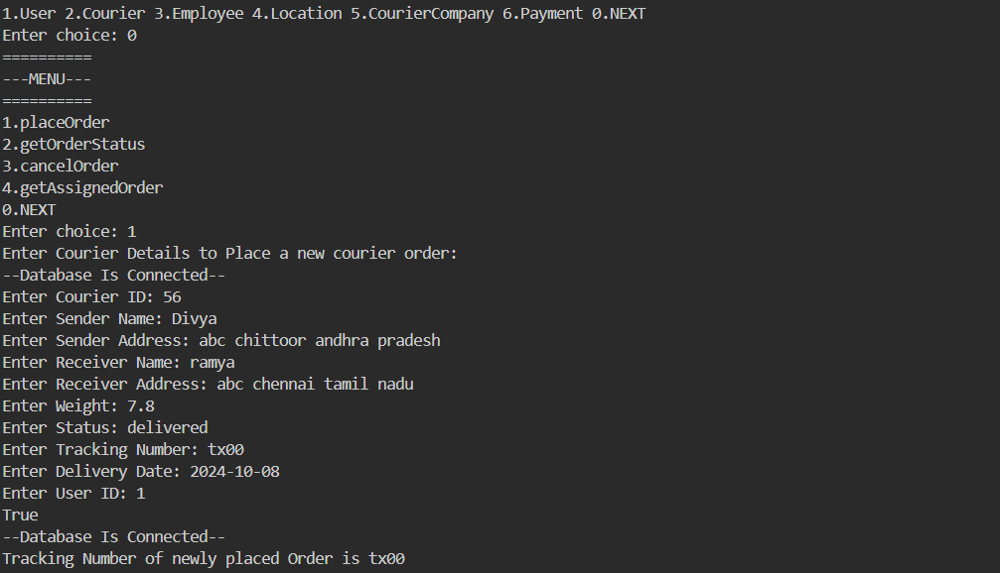 1.User 2.Courier 3.Employee 4.Location 5.CourierCompany 6.Payment 0.NEXT
Enter choice: 0
==========
---MENU---
==========
1.placeOrder
2.getOrderStatus
3.cancelOrder
4.getAssignedOrder
0.NEXT
Enter choice: 1
Enter Courier Details to Place a new courier order:
--Database Is Connected--
Enter Courier ID: 56
Enter Sender Name: Divya
Enter Sender Address: abc chittoor andhra pradesh
Enter Receiver Name: ramya
Enter Receiver Address: abc chennai tamil nadu
Enter Weight: 7.8
Enter Status: delivered
Enter Tracking Number: tx00
Enter Delivery Date: 2024-10-08
Enter User ID: 1
True
--Database Is Connected--
Tracking Number of newly placed Order is tx00